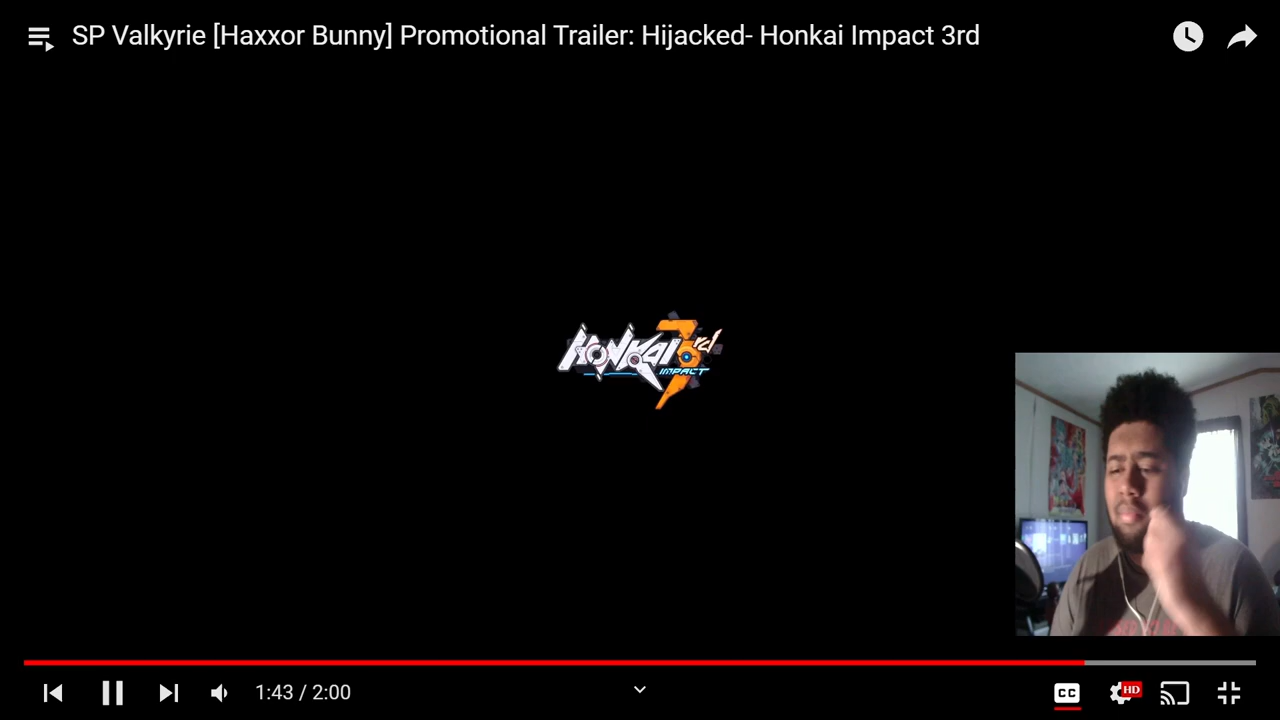 SP Valkyrie [Haxxor Bunny] Promotional Trailer: Hijacked- Honkai Impact 3rd
HONKAI 3rd
IMPACT
1:43 / 2:00
CC
HD